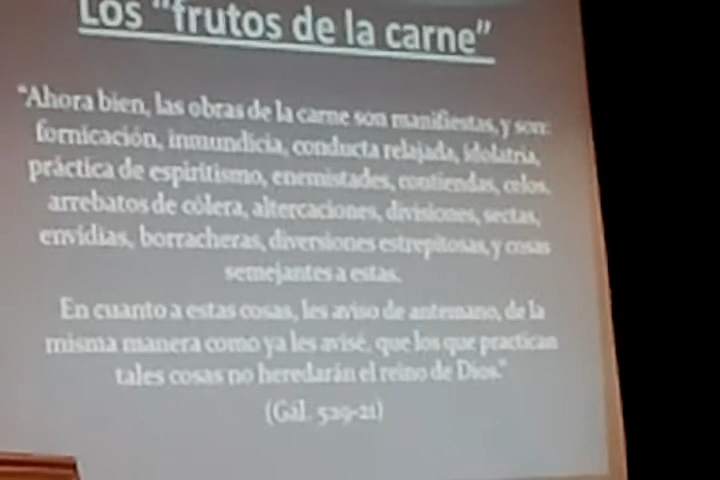 Los "frutos de la carne"
"Ahora bien, las obras de la carne son manifiestas, y son:
fornicación, inmundicia, conducta relajada, idolatría,
práctica de espiritismo, enemistades, contiendas, celos,
arrebatos de cólera, altercaciones, divisiones, sectas,
envidias, borracheras, diversiones estrepitosas, y cosas
semejantes a estas.
En cuanto a estas cosas, les aviso de antemano, de la
misma manera como ya les avisé, que los que practican
tales cosas no heredarán el reino de Dios."
(Gál. 5:19-21)